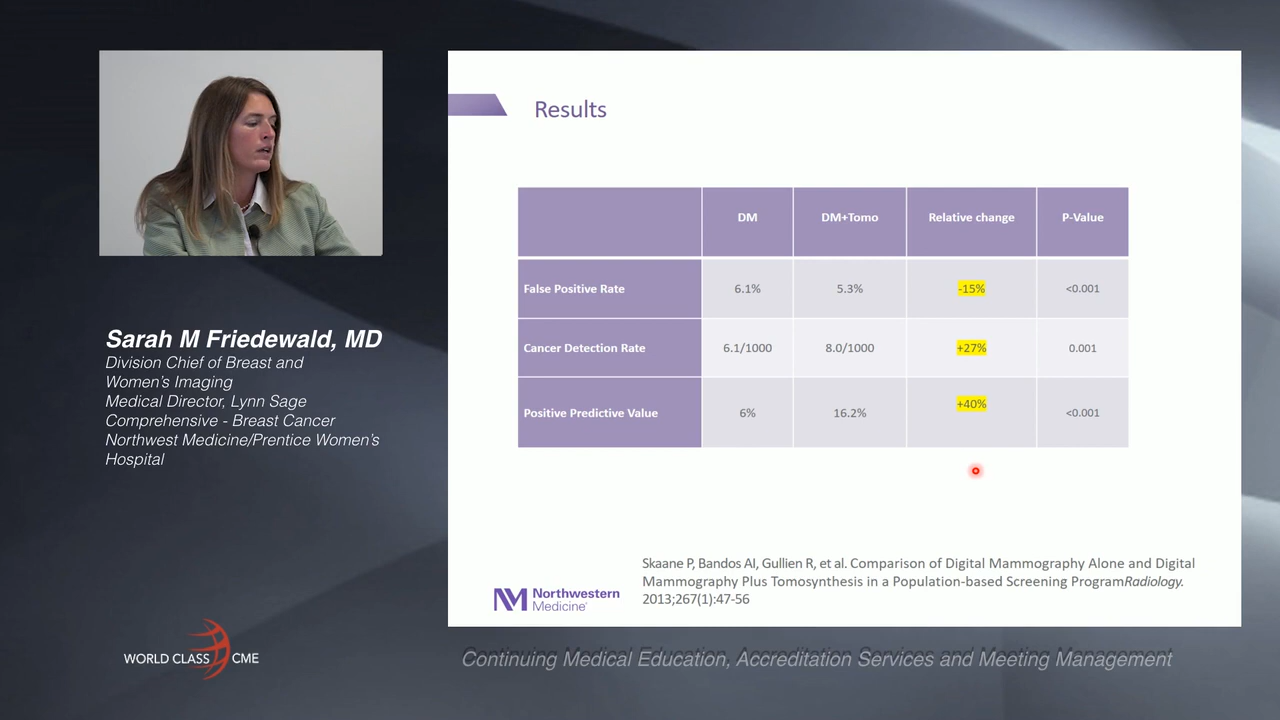 Sarah M Friedewald, MD
Division Chief of Breast and
Women's Imaging
Medical Director, Lynn Sage
Comprehensive - Breast Cancer
Northwest Medicine/Prentice Women's
Hospital
WORLD CLASS CME
Results
DM DM+Tomo Relative change P-Value
False Positive Rate 6.1% 5.3% -15% <0.001
Cancer Detection Rate 6.1/1000 8.0/1000 +27% 0.001
Positive Predictive Value 6% 16.2% +40% <0.001
Skaane P, Bandos AI, Gullien R, et al. Comparison of Digital Mammography Alone and Digital
Mammography Plus Tomosynthesis in a Population-based Screening ProgramRadiology.
2013;267(1):47-56
Northwestern
Medicine®
Continuing Medical Education, Accreditation Services and Meeting Management